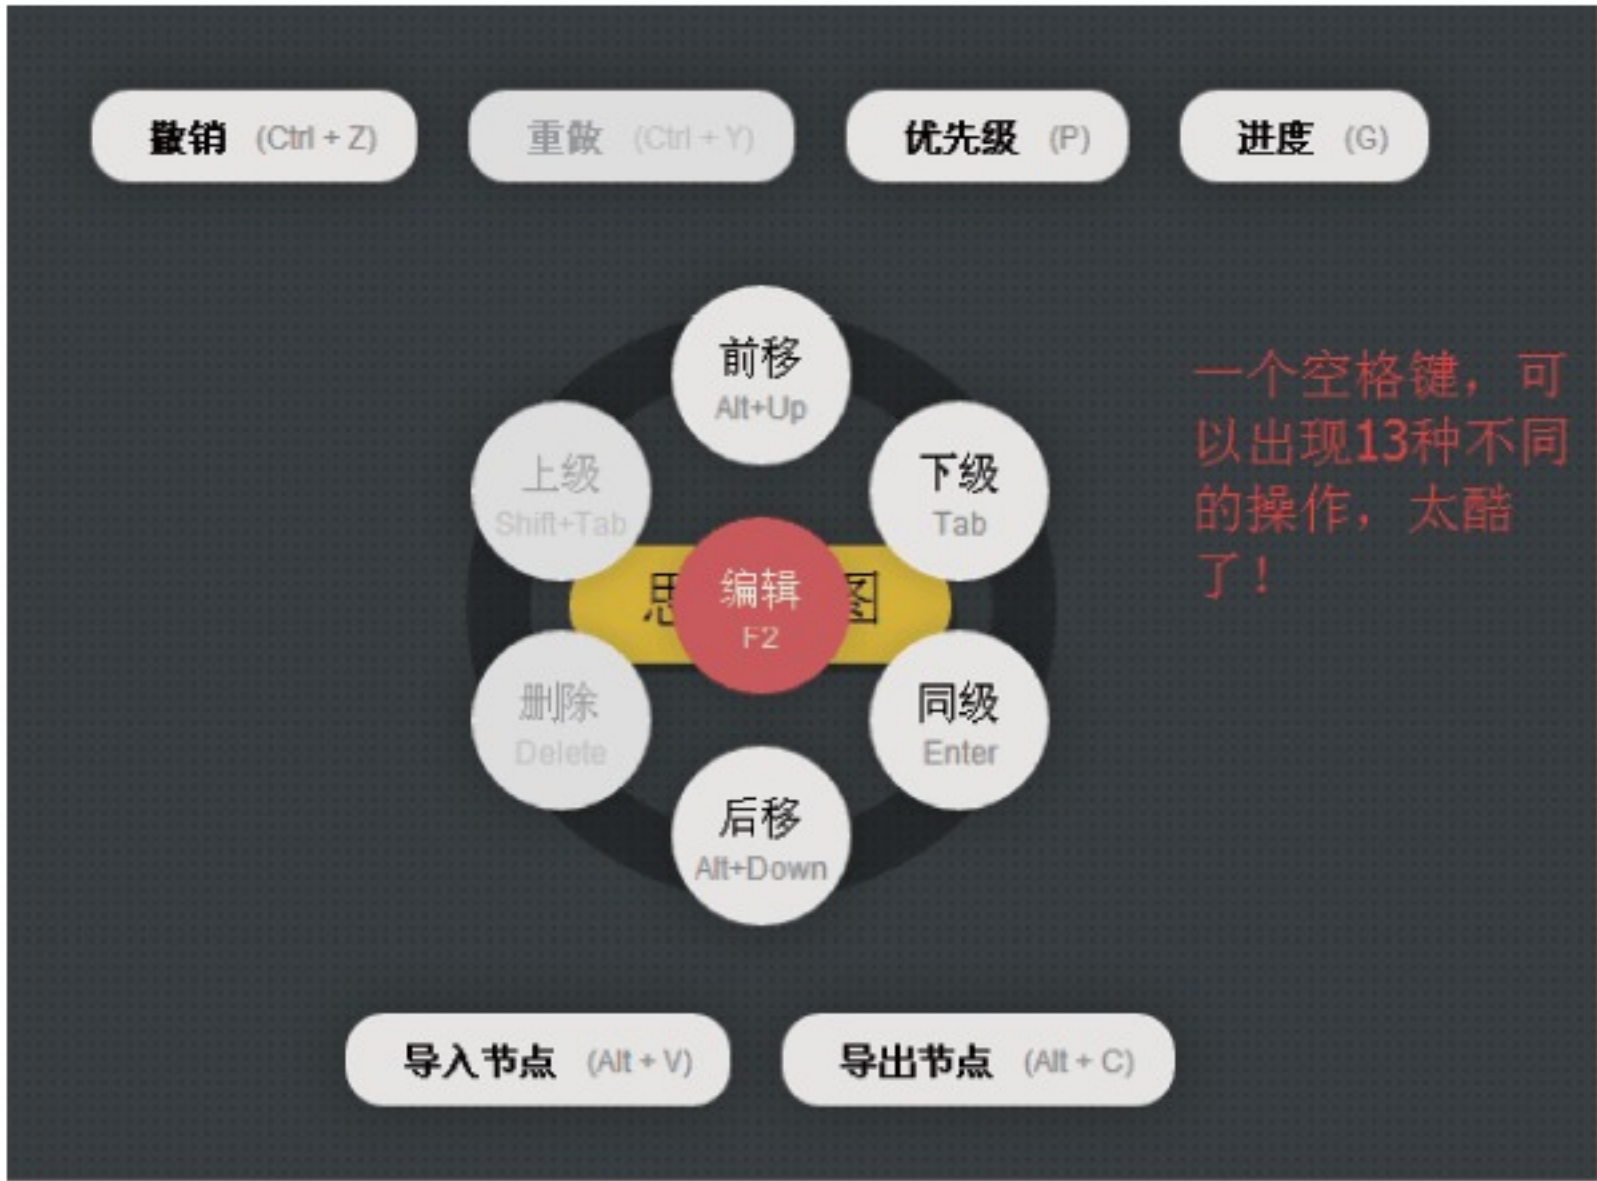 撤销 (Ctrl + Z)
重做 (Ctrl + Y)
优先级 (P)
进度 (G)
前移
Alt+Up
上级
Shift+Tab
下级
Tab
思
图
编辑
F2
删除
Delete
同级
Enter
后移
Alt+Down
一个空格键，可
以出现13种不同
的操作，太酷
了！
导入节点 (Alt + V)
导出节点 (Alt + C)